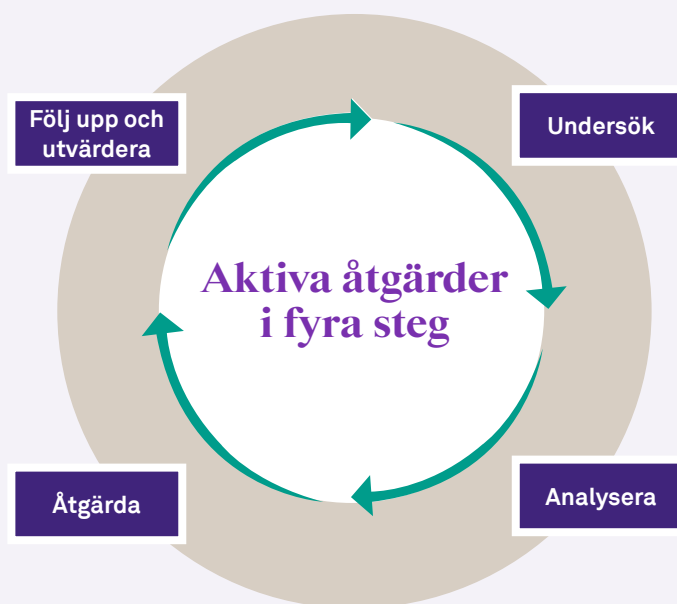 Följ upp och
utvärdera
Undersök
Aktiva åtgärder
i fyra steg
Åtgärda
Analysera